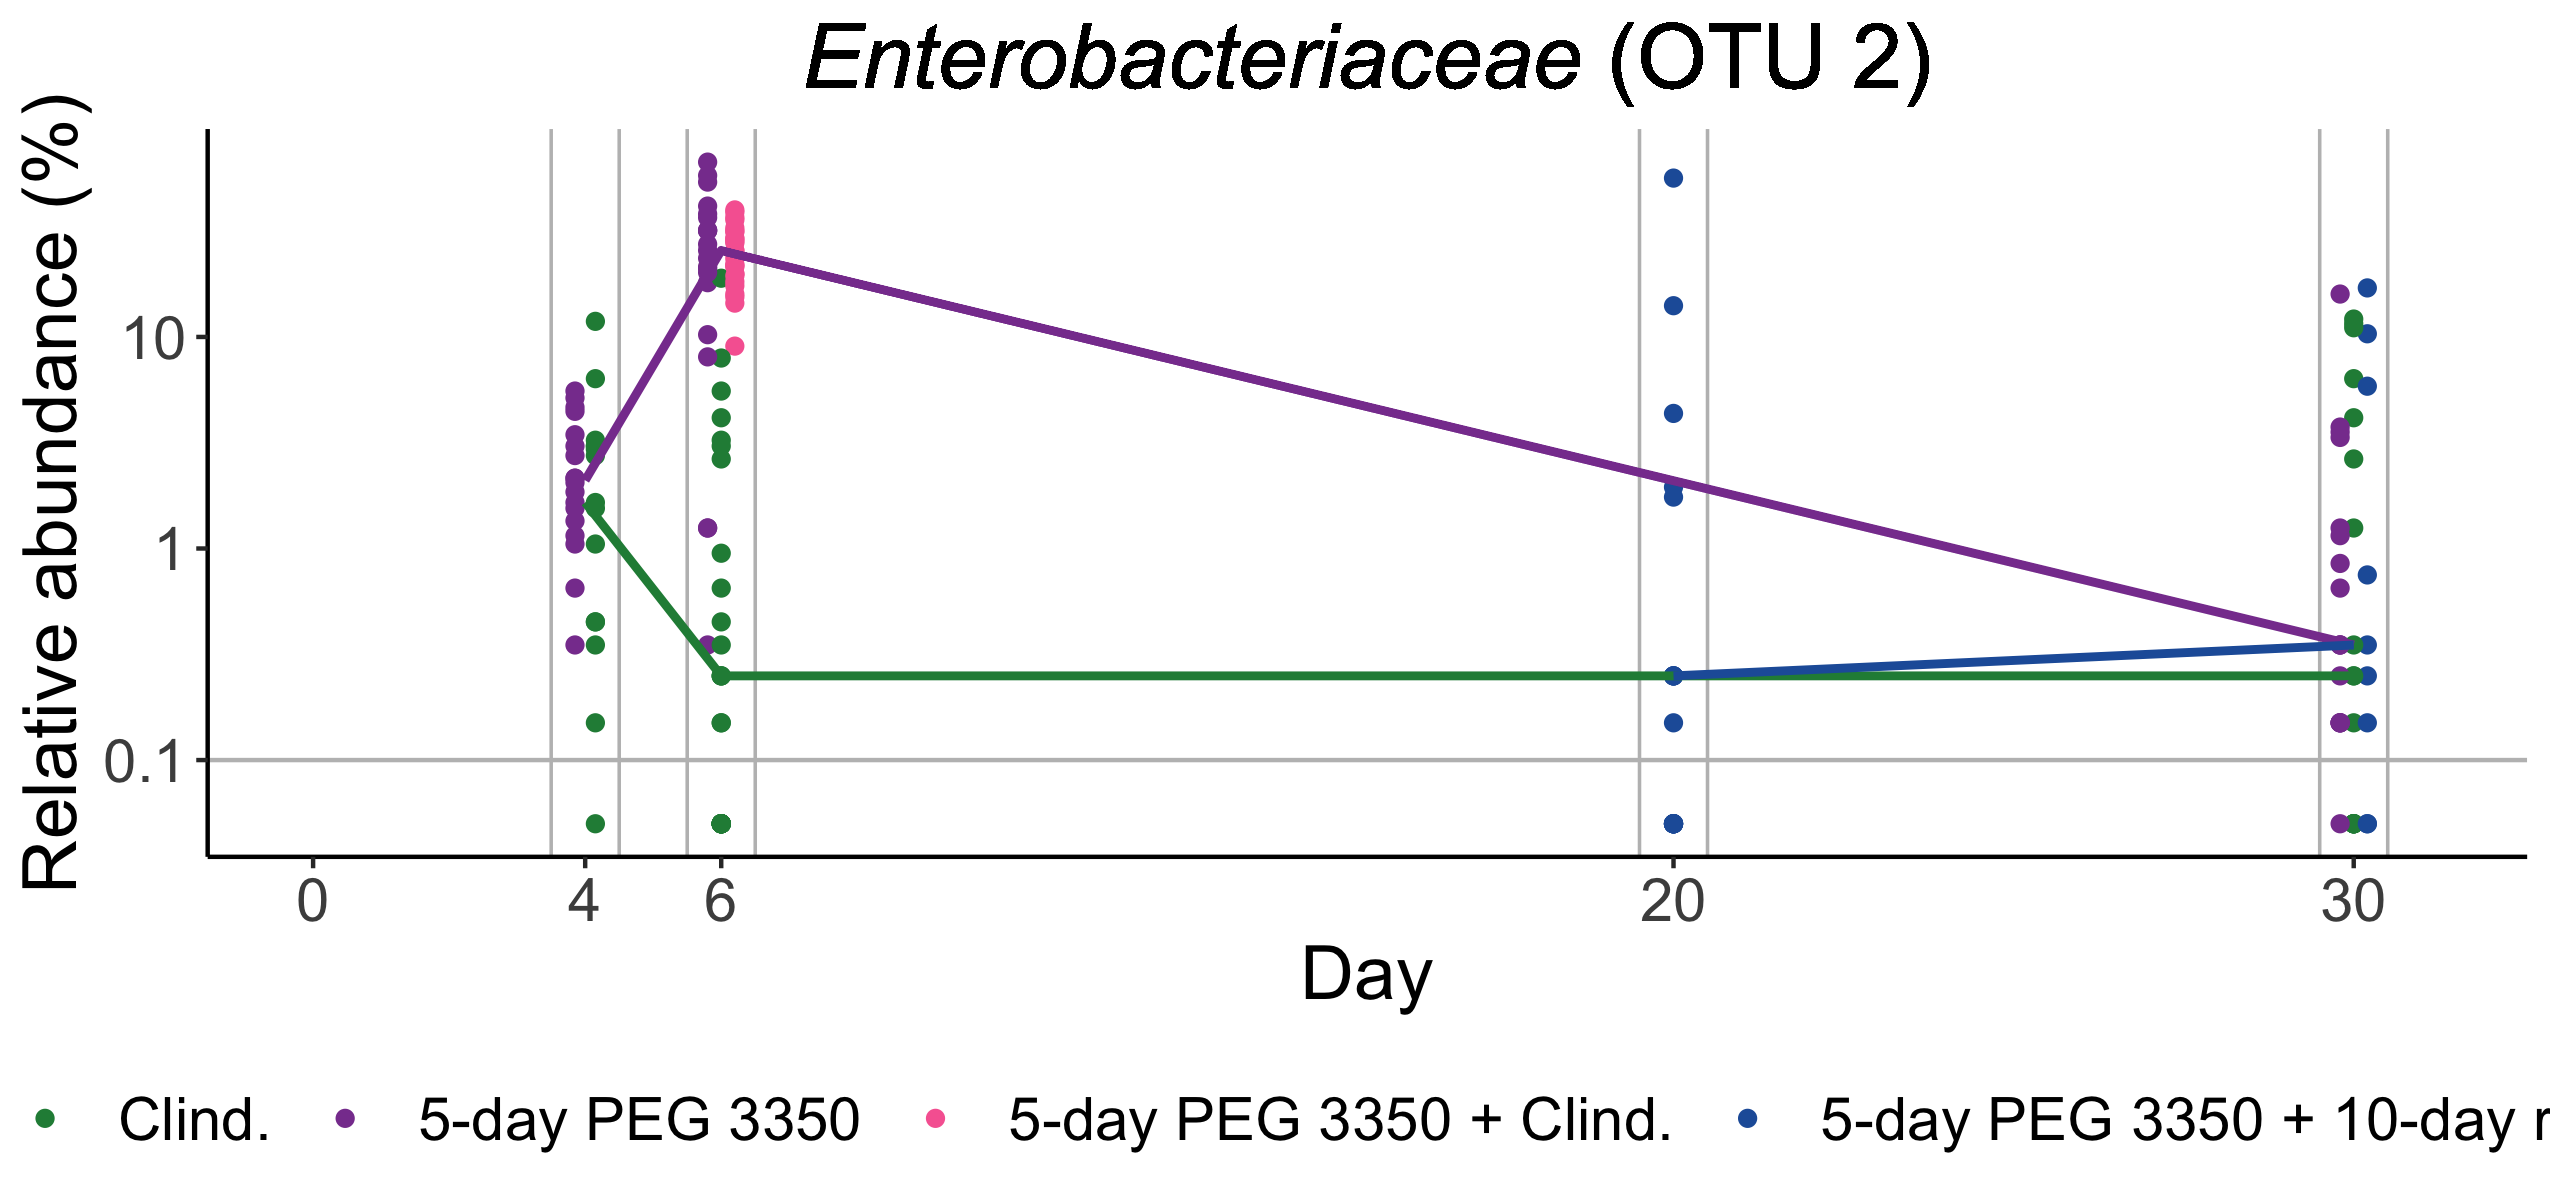 Enterobacteriaceae (OTU 2)
Relative abundance (%)
10
1
0.1
0 4 6 20 30
Day
Clind. 5-day PEG 3350 5-day PEG 3350 + Clind. 5-day PEG 3350 + 10-day r